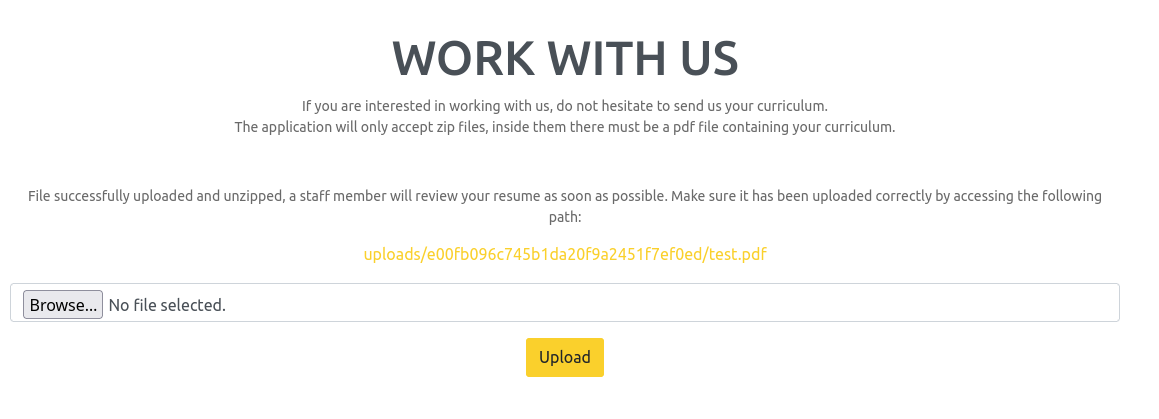 WORK WITH US
If you are interested in working with us, do not hesitate to send us your curriculum.
The application will only accept zip files, inside them there must be a pdf file containing your curriculum.
File successfully uploaded and unzipped, a staff member will review your resume as soon as possible. Make sure it has been uploaded correctly by accessing the following
path:
uploads/e00fb096c745b1da20f9a2451f7ef0ed/test.pdf
Browse... No file selected.
Upload